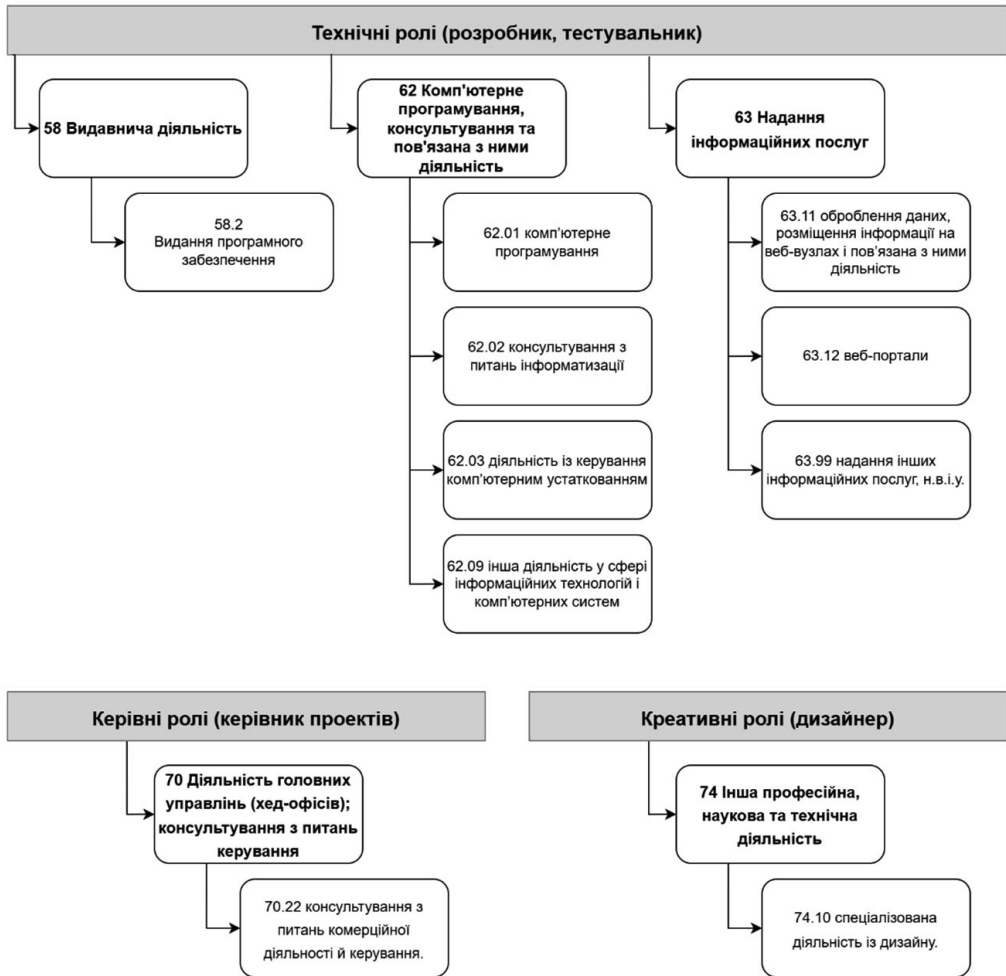 Технічні ролі (розробник, тестувальник)
58 Видавнича діяльність
58.2
Видання програмного
забезпечення
62 Комп'ютерне
програмування,
консультування та
пов'язана з ними
діяльність
62.01 комп’ютерне
програмування
62.02 консультування з
питань інформатизації
62.03 діяльність із керування
комп’ютерним устаткованням
62.09 інша діяльність у сфері
інформаційних технологій і
комп’ютерних систем
63 Надання
інформаційних послуг
63.11 оброблення даних,
розміщення інформації на
веб-вузлах і пов’язана з ними
діяльність
63.12 веб-портали
63.99 надання інших
інформаційних послуг, н.в.і.у.
Керівні ролі (керівник проектів)
70 Діяльність головних
управлінь (хед-офісів);
консультування з питань
керування
70.22 консультування з
питань комерційної
діяльності й керування.
Креативні ролі (дизайнер)
74 Інша професійна,
наукова та технічна
діяльність
74.10 спеціалізована
діяльність із дизайну.